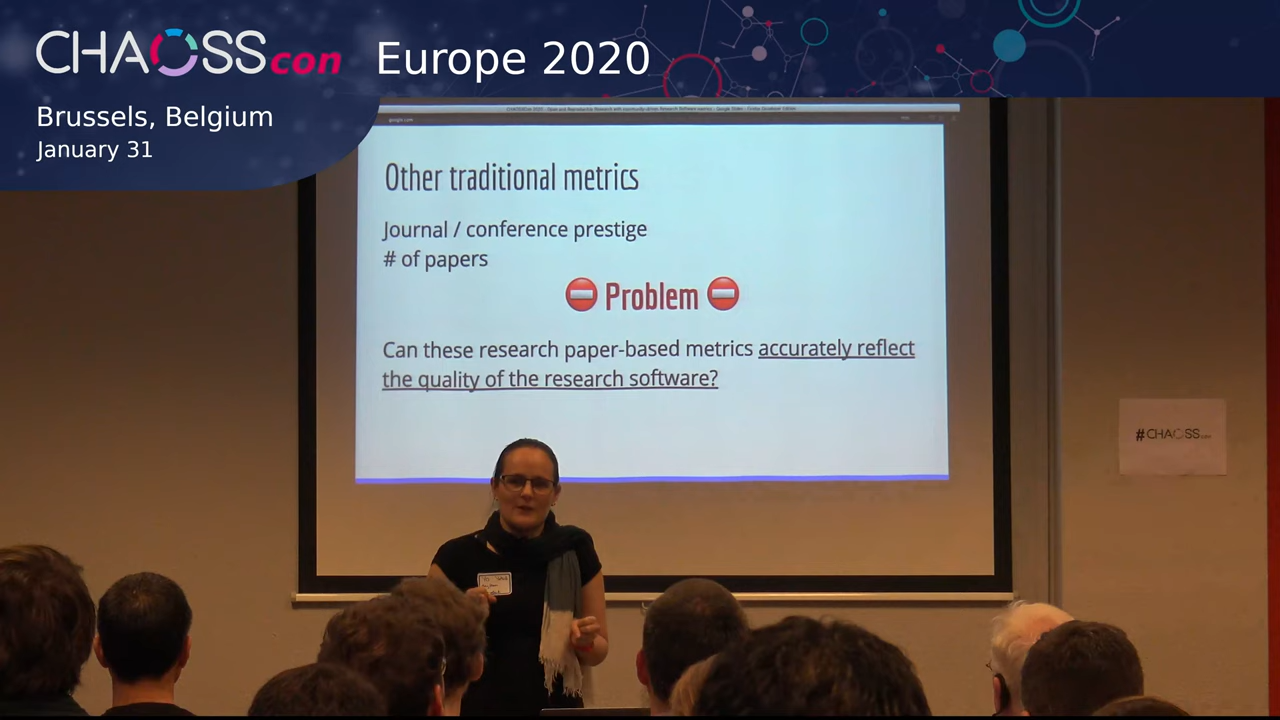 CHAOSScon Europe 2020
Brussels, Belgium
January 31
Other traditional metrics
Journal / conference prestige
# of papers
Problem
Can these research paper-based metrics accurately reflect
the quality of the research software?
#CHAOSScon